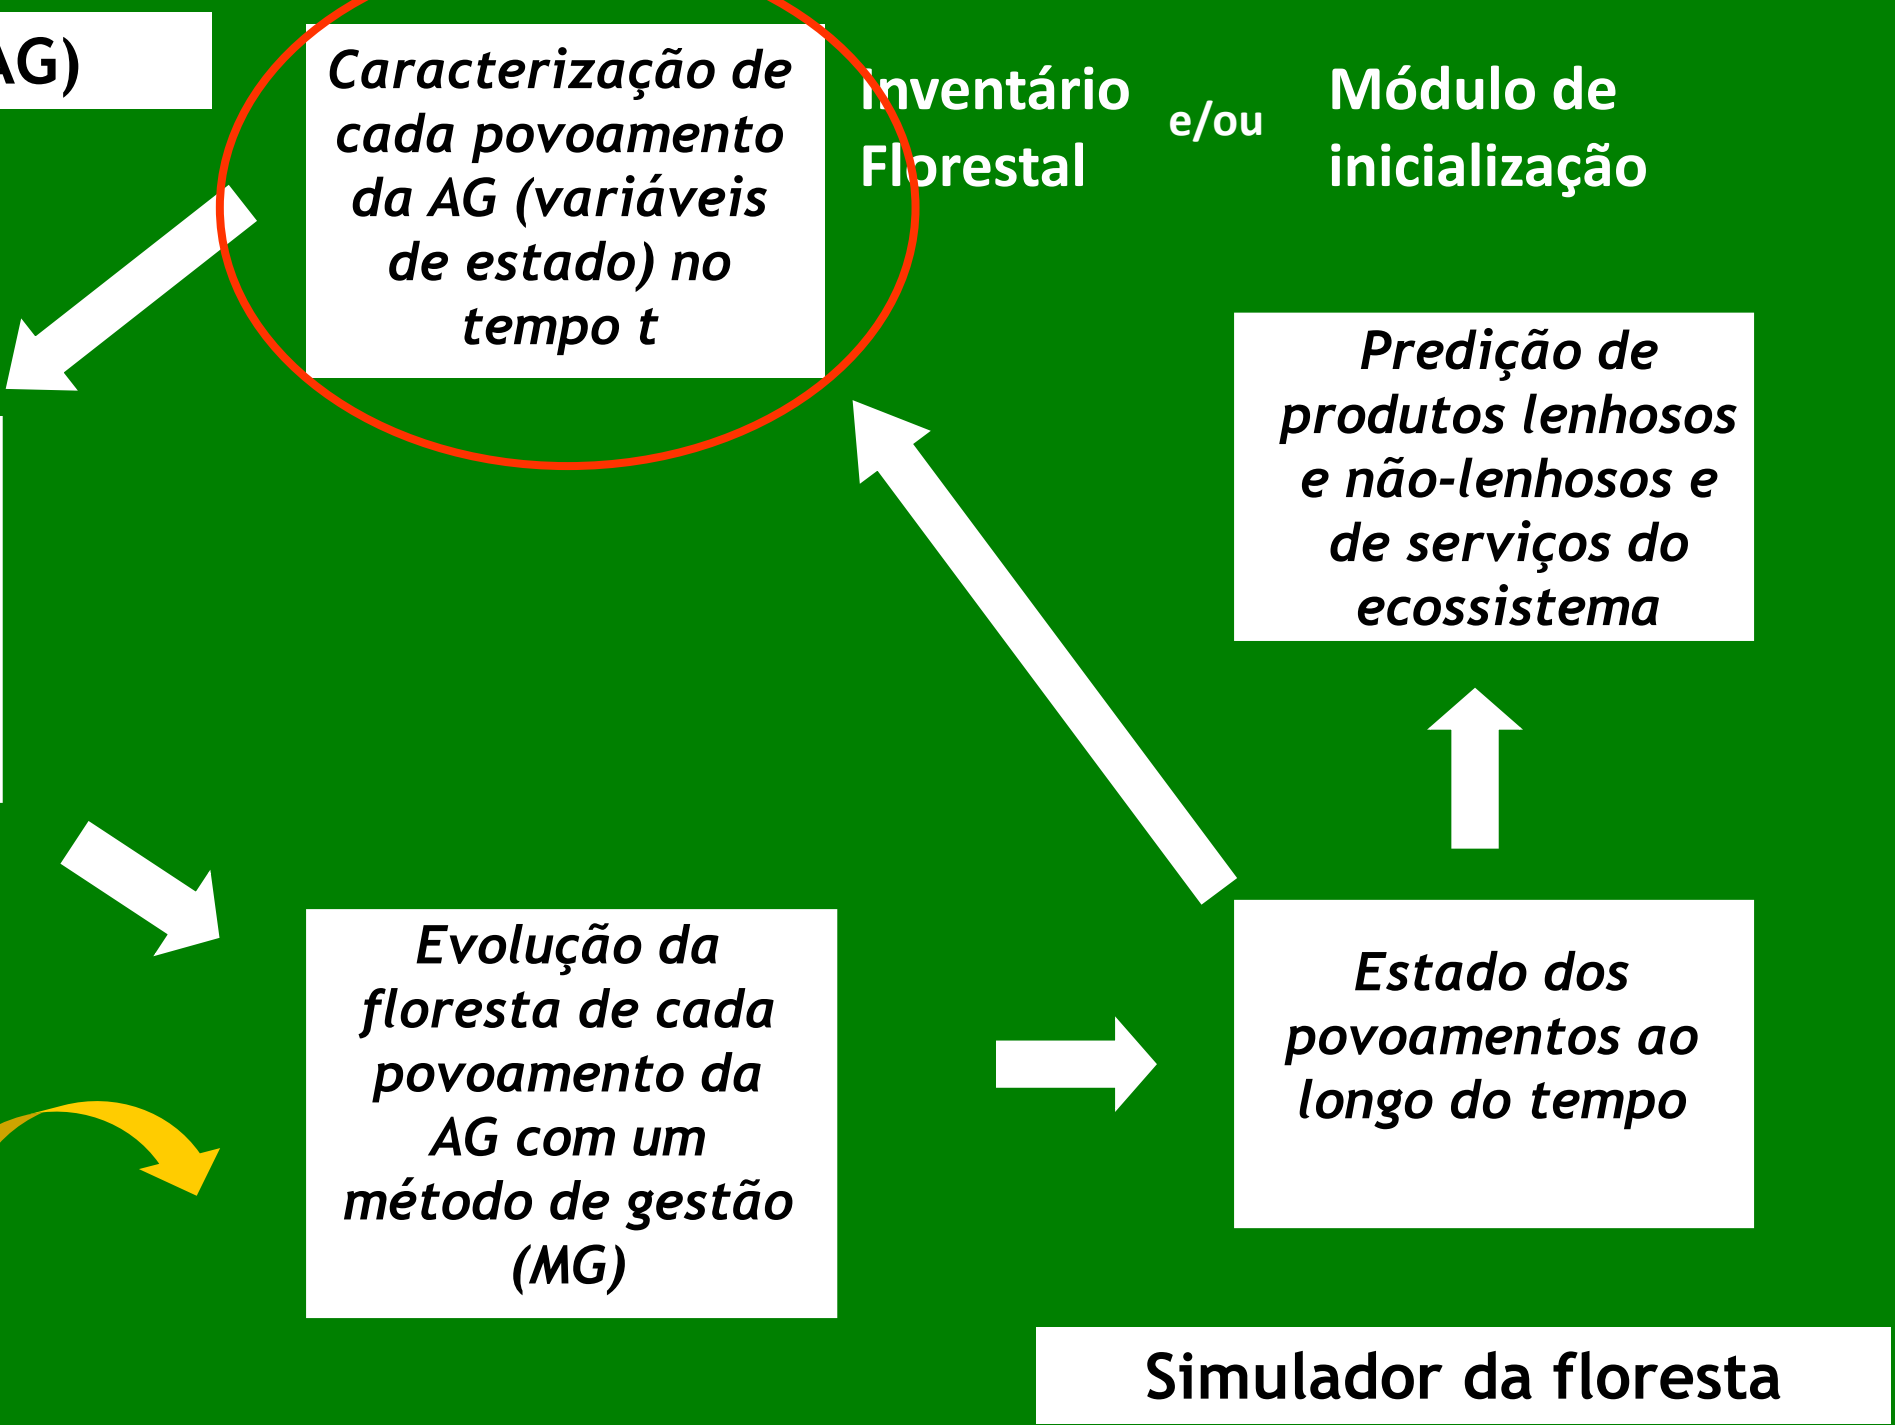 AG)
Caracterização de
cada povoamento
da AG (variáveis
de estado) no
tempo t
Inventário
Florestal
e/ou
Módulo de
inicialização
Predição de
produtos lenhosos
e não-lenhosos e
de serviços do
ecossistema
Evolução da
floresta de cada
povoamento da
AG com um
método de gestão
(MG)
Estado dos
povoamentos ao
longo do tempo
Simulador da floresta